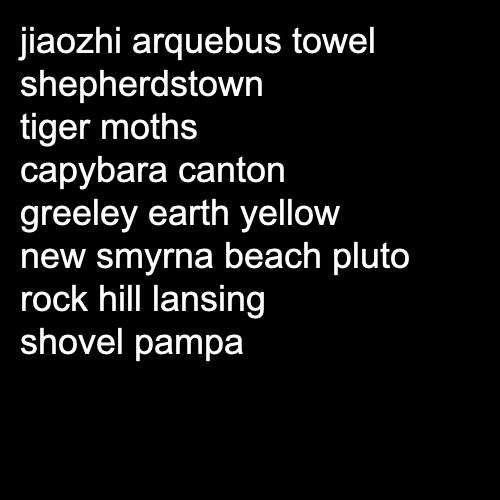 jiaozhi arquebus towel
shepherdstown
tiger moths
capybara canton
greeley earth yellow
new smyrna beach pluto
rock hill lansing
shovel pampa